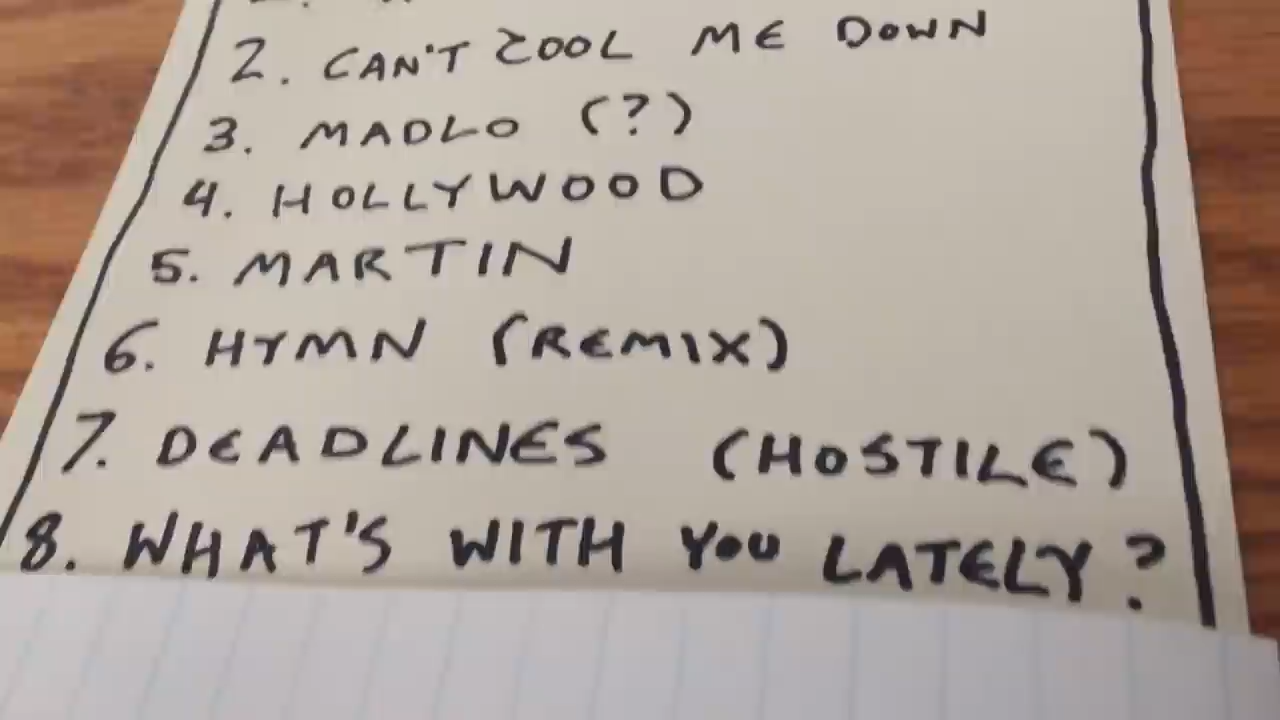 2. CAN'T COOL ME DOWN
3. MADLO (?)
4. HOLLYWOOD
5. MARTIN
6. HYMN (REMIX)
7. DEADLINES (HOSTILE)
8. WHAT'S WITH YOU LATELY?